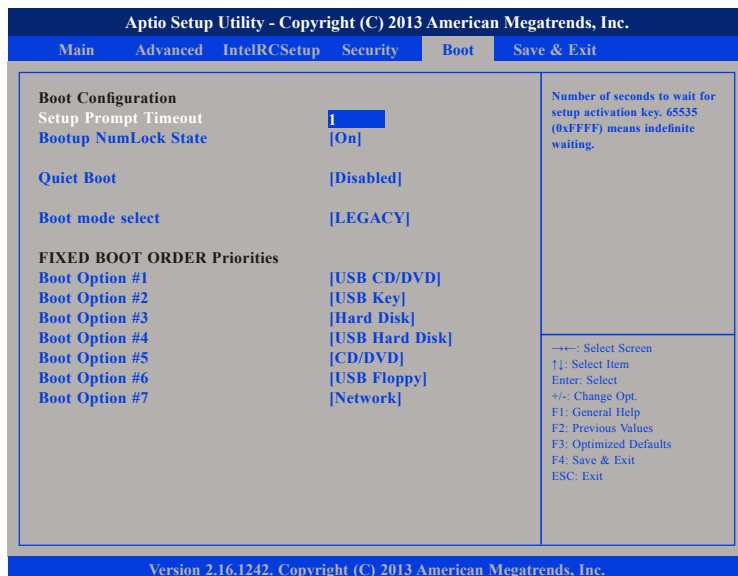 Aptio Setup Utility - Copyright (C) 2013 American Megatrends, Inc.
Main Advanced IntelRCSetup Security Boot Save & Exit
Boot Configuration
Setup Prompt Timeout 1
Bootup NumLock State [On]
Quiet Boot [Disabled]
Boot mode select [LEGACY]
FIXED BOOT ORDER Priorities
Boot Option #1 [USB CD/DVD]
Boot Option #2 [USB Key]
Boot Option #3 [Hard Disk]
Boot Option #4 [USB Hard Disk]
Boot Option #5 [CD/DVD]
Boot Option #6 [USB Floppy]
Boot Option #7 [Network]
Number of seconds to wait for
setup activation key. 65535
(0xFFFF) means indefinite
waiting.
→←: Select Screen
↑↓: Select Item
Enter: Select
+/-: Change Opt.
F1: General Help
F2: Previous Values
F3: Optimized Defaults
F4: Save & Exit
ESC: Exit
Version 2.16.1242. Copyright (C) 2013 American Megatrends, Inc.